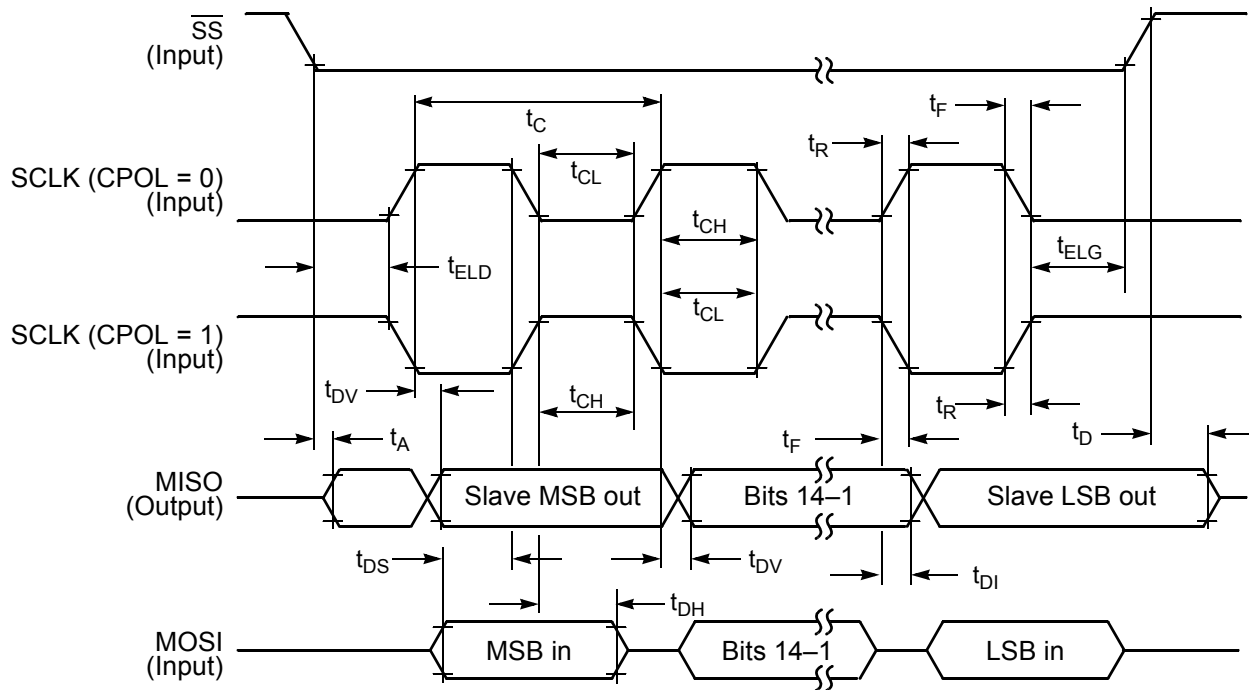 SS
(Input)
t_F
t_C
t_R
SCLK (CPOL = 0)
(Input)
t_CL
t_CH
t_ELD
t_ELG
t_CL
SCLK (CPOL = 1)
(Input)
t_DV
t_CH
t_R
t_A
t_F
t_D
MISO
(Output)
Slave MSB out
Bits 14–1
Slave LSB out
t_DS
t_DV
t_DI
t_DH
MOSI
(Input)
MSB in
Bits 14–1
LSB in